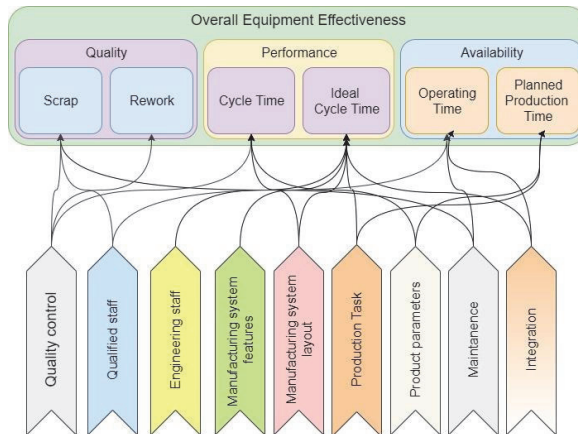 Overall Equipment Effectiveness
Quality
Performance
Availability
Scrap
Rework
Cycle Time
Ideal
Cycle Time
Operating
Time
Planned
Production
Time
Quality control
Qualified staff
Engineering staff
Manufacturing system
features
Manufacturing system
layout
Production Task
Product parameters
Maintanence
Integration